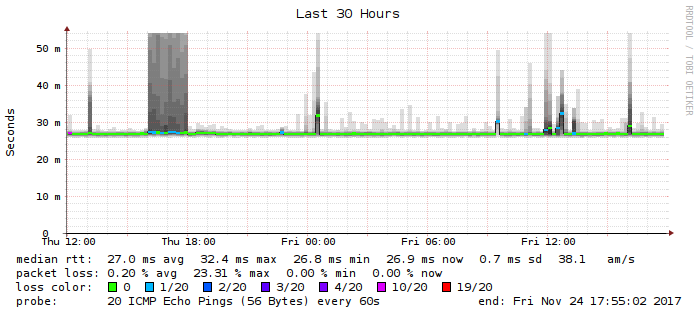 Last 30 Hours
RRDTOOL / TOBI OETIKER
Seconds
50 m
40 m
30 m
20 m
10 m
0
Thu 12:00 Thu 18:00 Fri 00:00 Fri 06:00 Fri 12:00
median rtt: 27.0 ms avg 32.4 ms max 26.8 ms min 26.9 ms now 0.7 ms sd 38.1 am/s
packet loss: 0.20 % avg 23.31 % max 0.00 % min 0.00 % now
loss color: 0 1/20 2/20 3/20 4/20 10/20 19/20
probe: 20 ICMP Echo Pings (56 Bytes) every 60s end: Fri Nov 24 17:55:02 2017